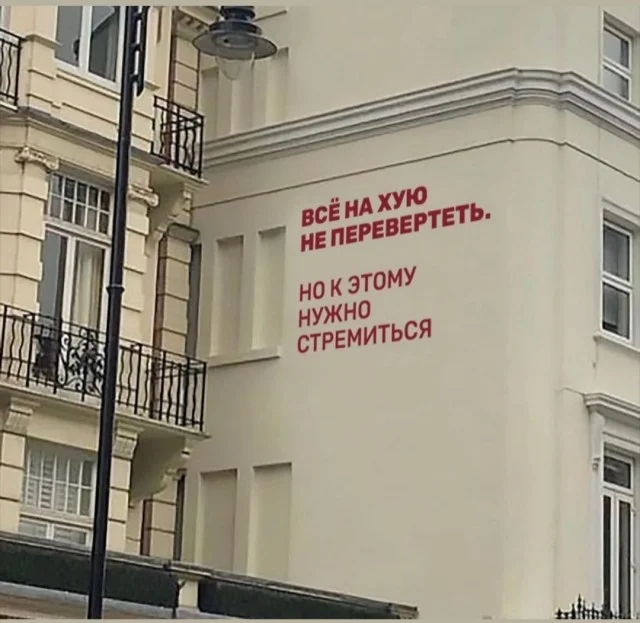 ВСЁ НА ХУЮ
НЕ ПЕРЕВЕРТЕТЬ.
НО К ЭТОМУ
НУЖНО
СТРЕМИТЬСЯ